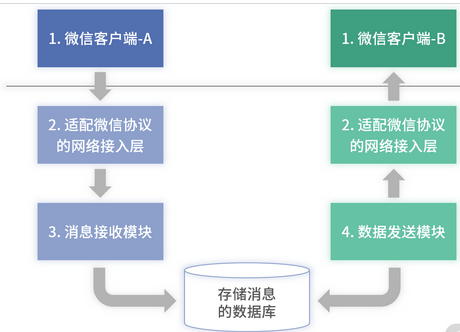 1. 微信客户端-A
1. 微信客户端-B
2. 适配微信协议
的网络接入层
2. 适配微信协议
的网络接入层
3. 消息接收模块
4. 数据发送模块
存储消息
的数据库